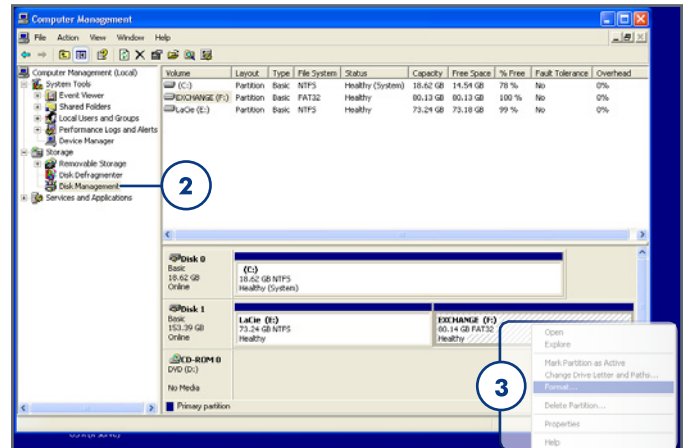 Computer Management
File Action View Window Help
Computer Management (Local)
System Tools
Event Viewer
Shared Folders
Local Users and Groups
Performance Logs and Alerts
Device Manager
Storage
Removable Storage
Disk Defragmenter
Disk Management
Services and Applications
2
Volume Layout Type File System Status Capacity Free Space % Free Fault Tolerance Overhead
(C:) Partition Basic NTFS Healthy (System) 18.62 GB 14.54 GB 78 % No 0%
EXCHANGE (F:) Partition Basic FAT32 Healthy 80.13 GB 80.13 GB 100 % No 0%
LaCie (E:) Partition Basic NTFS Healthy 73.24 GB 73.18 GB 99 % No 0%
Disk 0
Basic
18.62 GB
Online
(C:)
18.62 GB NTFS
Healthy (System)
Disk 1
Basic
153.39 GB
Online
LaCie (E:)
73.24 GB NTFS
Healthy
EXCHANGE (F:)
80.14 GB FAT32
Healthy
CD-ROM 0
DVD (D:)
No Media
Primary partition
3
Open
Explore
Mark Partition as Active
Change Drive Letter and Paths...
Format...
Delete Partition...
Properties
Help